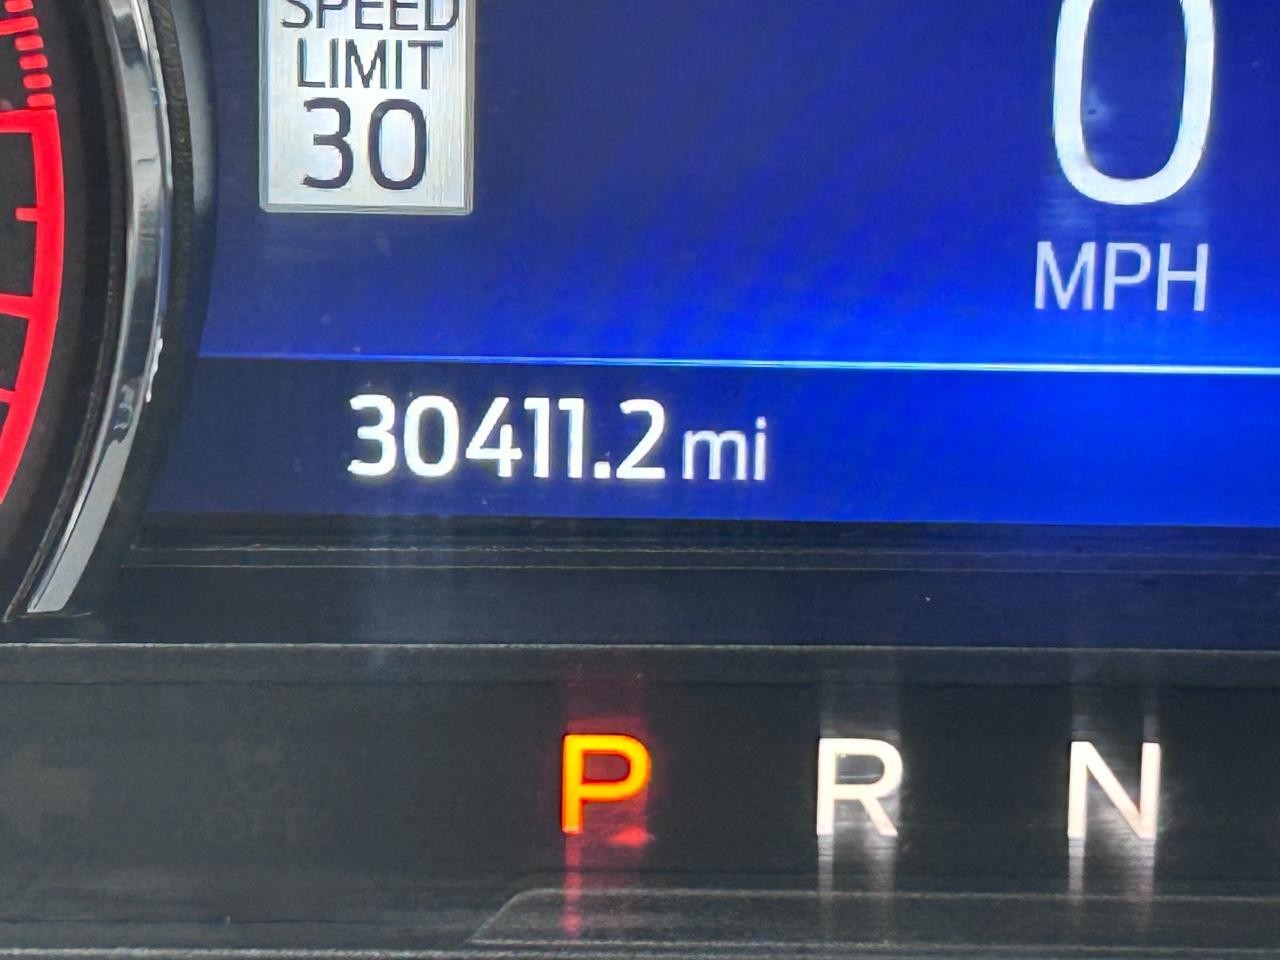 SPEED
LIMIT
30
0
MPH
30411.2 mi
P R N